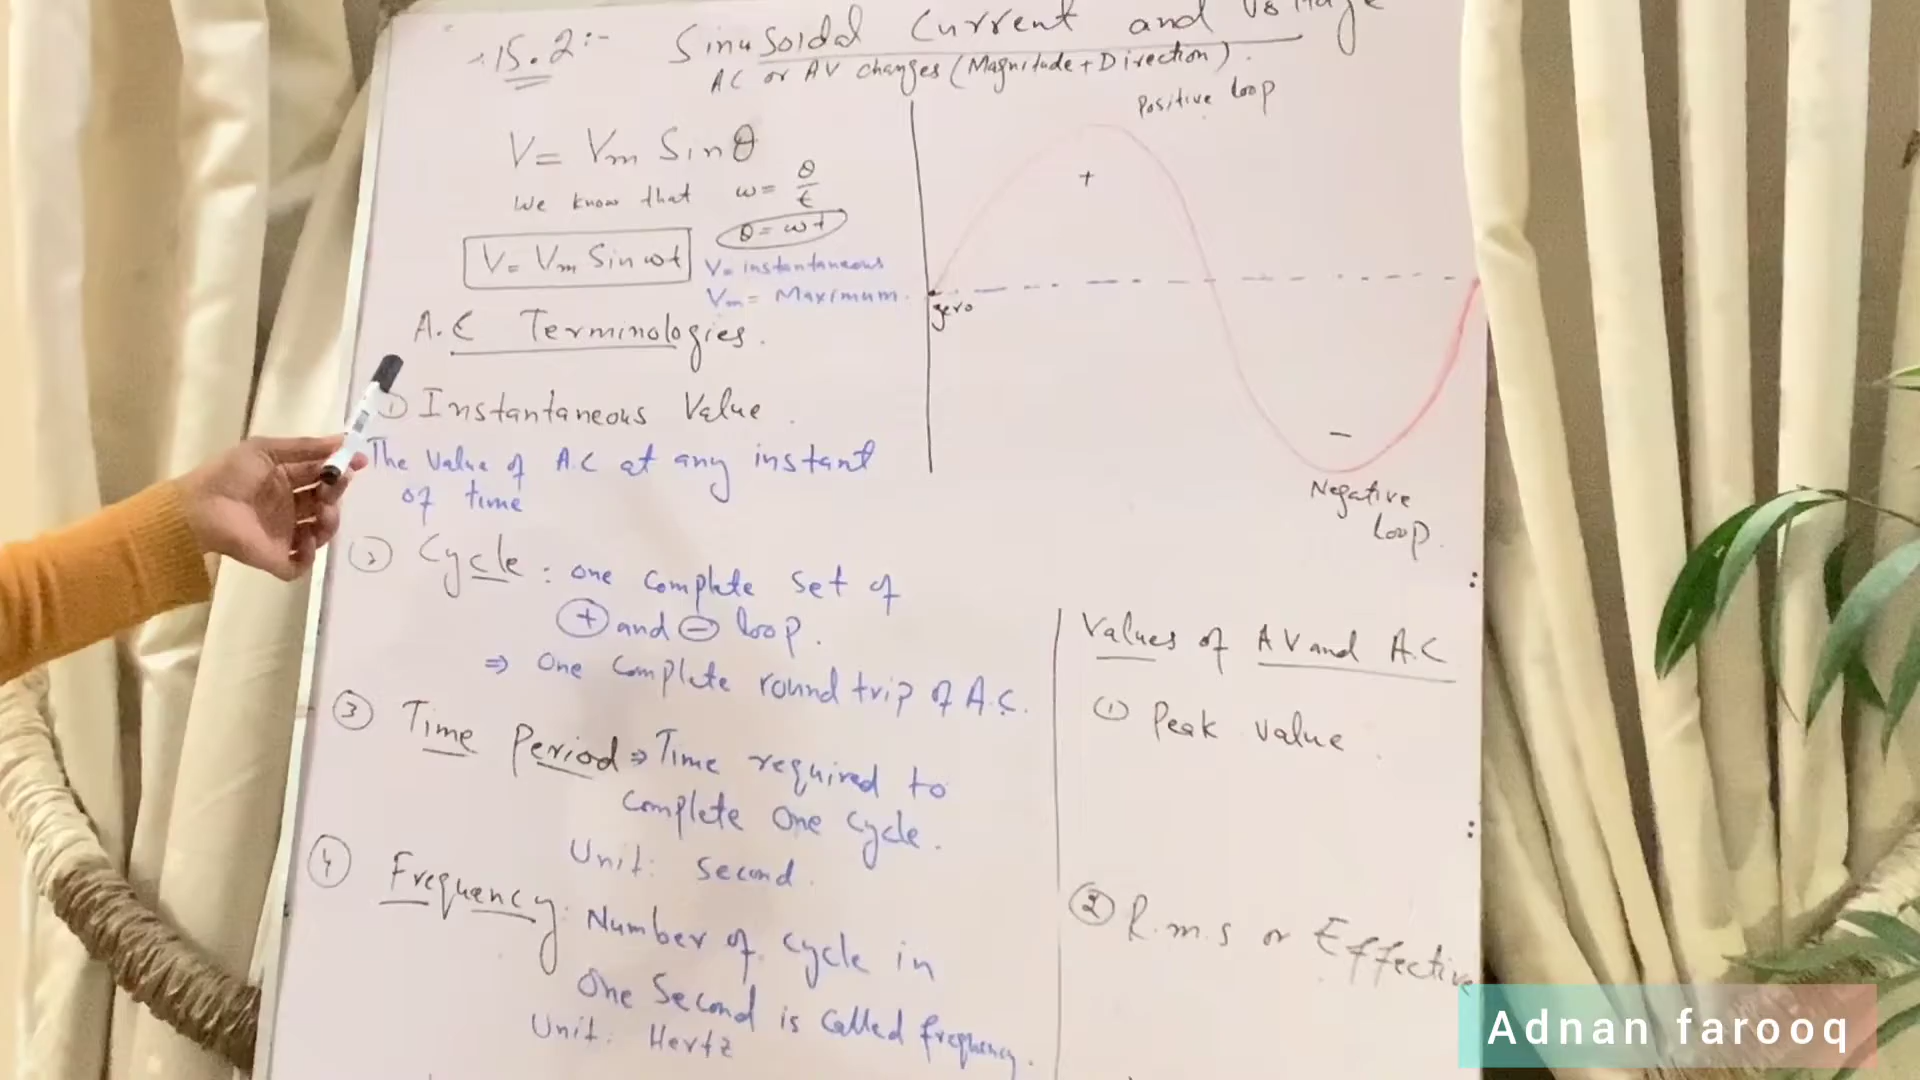 15.2:- Sinusoidal Current and Voltage
AC or AV changes (Magnitude + Direction).
Positive loop
V = Vm Sinθ
+
We know that ω = θ/t
θ = ωt
V = Vm Sin ωt
V = instantaneous
Vm = Maximum.
zero
A.C Terminologies.
① Instantaneous Value.
The Value of A.C at any instant
of time
−
Negative
loop.
② Cycle: one complete set of
+ and − loop.
⇒ One complete round trip of A.C.
③ Time Period ⇒ Time required to
complete one cycle.
Unit: second.
④ Frequency: Number of cycle in
One Second is called frequency.
Unit: Hertz
Values of AV and A.C
① Peak value.
② R.m.s or Effective
Adnan farooq